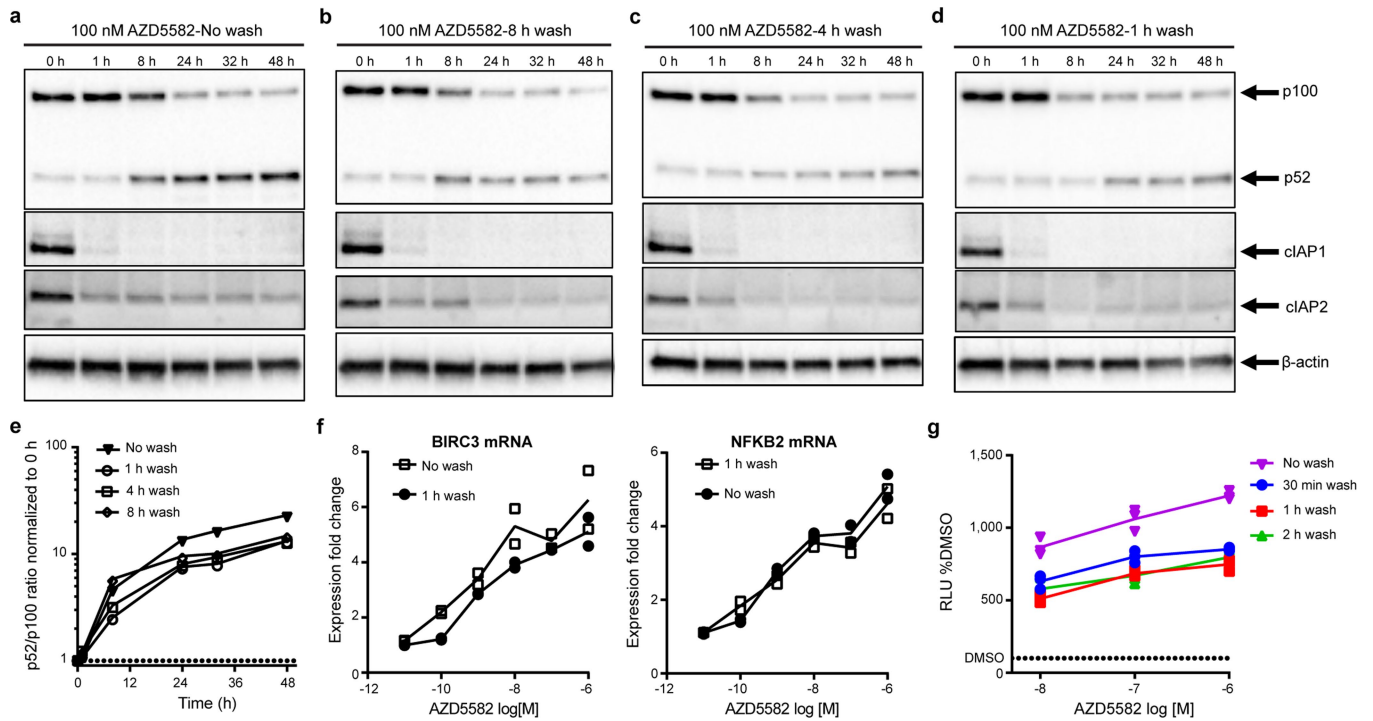 a
100 nM AZD5582-No wash
0 h 1 h 8 h 24 h 32 h 48 h
b
100 nM AZD5582-8 h wash
0 h 1 h 8 h 24 h 32 h 48 h
c
100 nM AZD5582-4 h wash
0 h 1 h 8 h 24 h 32 h 48 h
d
100 nM AZD5582-1 h wash
0 h 1 h 8 h 24 h 32 h 48 h
p100
p52
cIAP1
cIAP2
β-actin
e
p52/p100 ratio normalized to 0 h
100
10
1
No wash
1 h wash
4 h wash
8 h wash
0 12 24 36 48
Time (h)
f
BIRC3 mRNA
Expression fold change
8
6
4
2
0
No wash
1 h wash
-12 -10 -8 -6
AZD5582 log[M]
NFKB2 mRNA
Expression fold change
6
4
2
0
1 h wash
No wash
-12 -10 -8 -6
AZD5582 log [M]
g
RLU %DMSO
1,500
1,000
500
DMSO
0
No wash
30 min wash
1 h wash
2 h wash
-8 -7 -6
AZD5582 log [M]